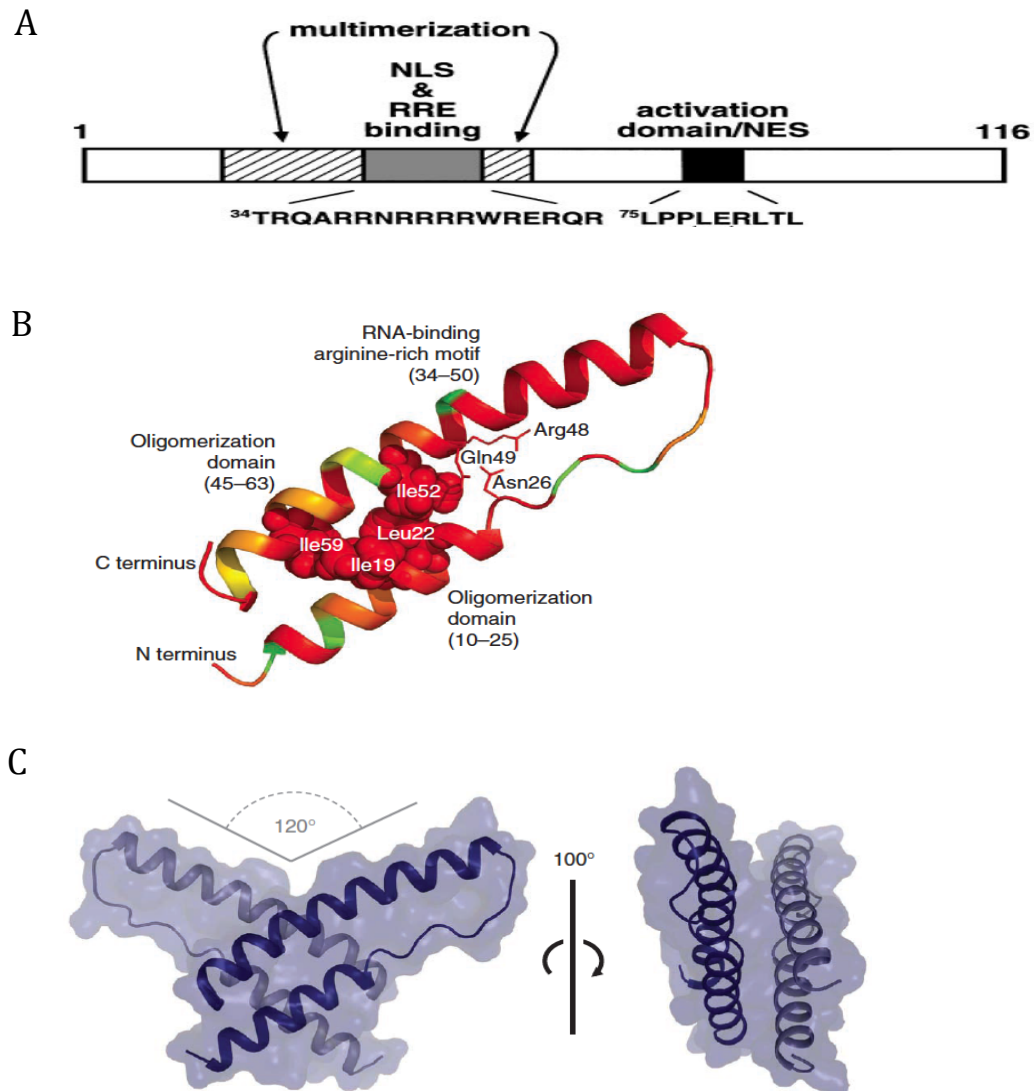 A
multimerization
NLS
&
RRE
binding
activation
domain/NES
1
116
³⁴TRQARRNRRRRWRERQR
⁷⁵LPPLERLTL
B
RNA-binding
arginine-rich motif
(34–50)
Arg48
Gln49
Asn26
Oligomerization
domain
(45–63)
Ile52
Leu22
Ile59
Ile19
C terminus
Oligomerization
domain
(10–25)
N terminus
C
120°
100°